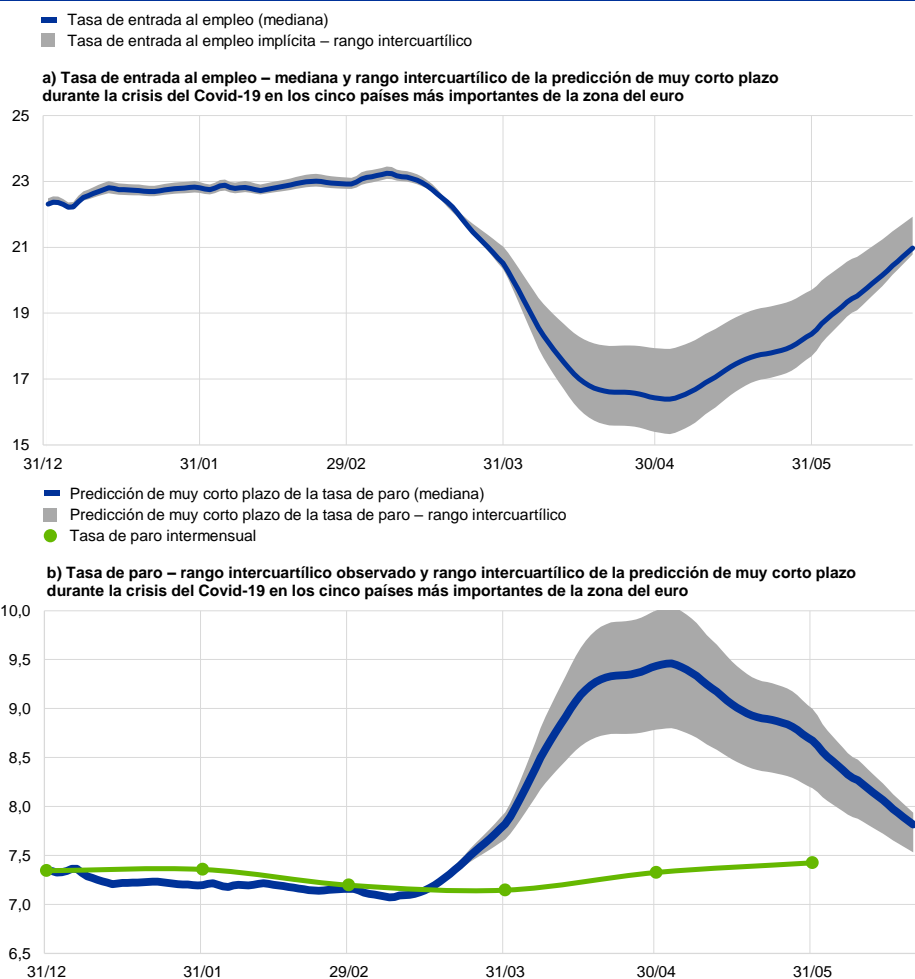 Tasa de entrada al empleo (mediana)
Tasa de entrada al empleo implícita – rango intercuartílico
a) Tasa de entrada al empleo – mediana y rango intercuartílico de la predicción de muy corto plazo
durante la crisis del Covid-19 en los cinco países más importantes de la zona del euro
25
23
21
19
17
15
31/12 31/01 29/02 31/03 30/04 31/05
Predicción de muy corto plazo de la tasa de paro (mediana)
Predicción de muy corto plazo de la tasa de paro – rango intercuartílico
Tasa de paro intermensual
b) Tasa de paro – rango intercuartílico observado y rango intercuartílico de la predicción de muy corto plazo
durante la crisis del Covid-19 en los cinco países más importantes de la zona del euro
10,0
9,5
9,0
8,5
8,0
7,5
7,0
6,5
31/12 31/01 29/02 31/03 30/04 31/05